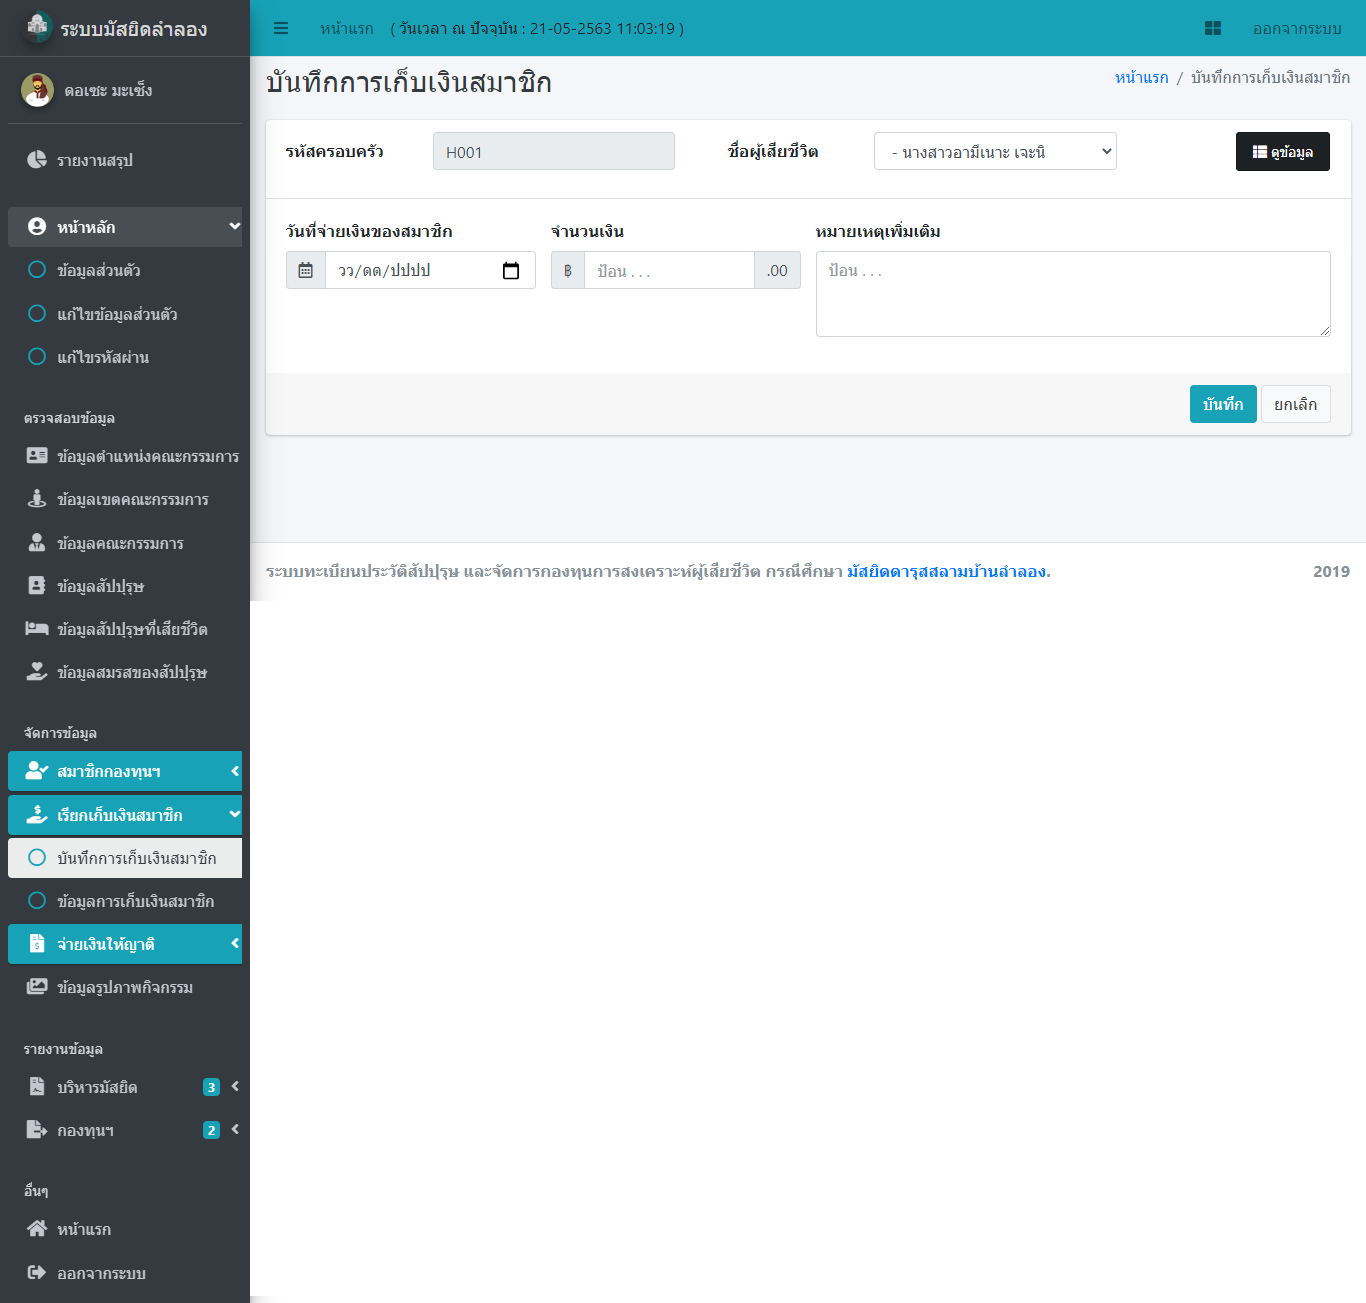 ระบบมัสยิดลำลอง
ดอเซะ มะเซ็ง
รายงานสรุป
หน้าหลัก
ข้อมูลส่วนตัว
แก้ไขข้อมูลส่วนตัว
แก้ไขรหัสผ่าน
ตรวจสอบข้อมูล
ข้อมูลตำแหน่งคณะกรรมการ
ข้อมูลเขตคณะกรรมการ
ข้อมูลคณะกรรมการ
ข้อมูลสัปปุรุษ
ข้อมูลสัปปุรุษที่เสียชีวิต
ข้อมูลสมรสของสัปปุรุษ
จัดการข้อมูล
สมาชิกกองทุนฯ
เรียกเก็บเงินสมาชิก
บันทึกการเก็บเงินสมาชิก
ข้อมูลการเก็บเงินสมาชิก
จ่ายเงินให้ญาติ
ข้อมูลรูปภาพกิจกรรม
รายงานข้อมูล
บริหารมัสยิด 3
กองทุนฯ 2
อื่นๆ
หน้าแรก
ออกจากระบบ
หน้าแรก ( วันเวลา ณ ปัจจุบัน : 21-05-2563 11:03:19 ) ออกจากระบบ
บันทึกการเก็บเงินสมาชิก หน้าแรก / บันทึกการเก็บเงินสมาชิก
รหัสครอบครัว H001 ชื่อผู้เสียชีวิต - นางสาวอามีเนาะ เจะนิ ดูข้อมูล
วันที่จ่ายเงินของสมาชิก จำนวนเงิน หมายเหตุเพิ่มเติม
วว/ดด/ปปปป ฿ ป้อน . . . .00 ป้อน . . .
บันทึก ยกเลิก
ระบบทะเบียนประวัติสัปปุรุษ และจัดการกองทุนการสงเคราะห์ผู้เสียชีวิต กรณีศึกษา มัสยิดดารุสสลามบ้านลำลอง. 2019